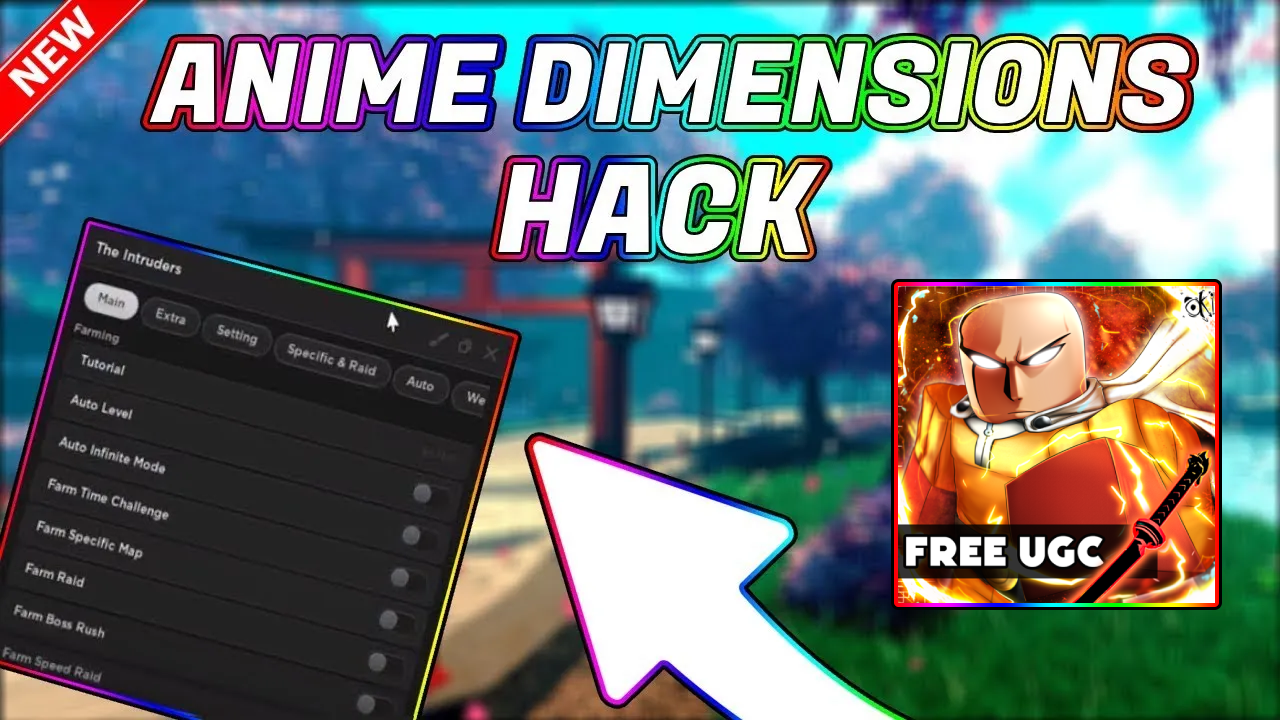 NEW
ANIME DIMENSIONS
HACK
The Intruders
Main
Extra
Setting
Specific & Raid
Auto
We
Farming
Tutorial
Auto Level
Auto Infinite Mode
Farm Time Challenge
Farm Specific Map
Farm Raid
Farm Boss Rush
Farm Speed Raid
FREE UGC